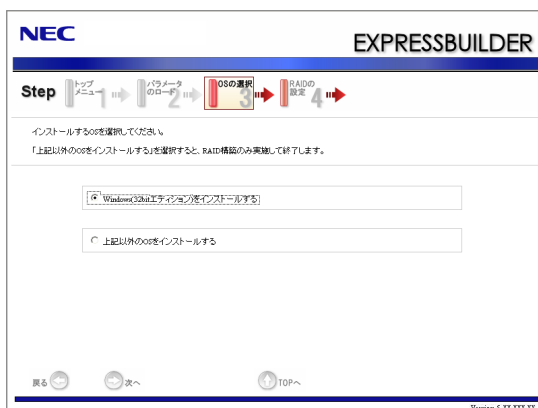 NEC
EXPRESSBUILDER
Step トップメニュー 1 パラメータのロード 2 OSの選択 3 RAIDの設定 4
インストールするOSを選択してください。
「上記以外のOSをインストールする」を選択すると、RAID構築のみ実施して終了します。
Windows(32bitエディション)をインストールする
上記以外のOSをインストールする
戻る 次へ TOPへ